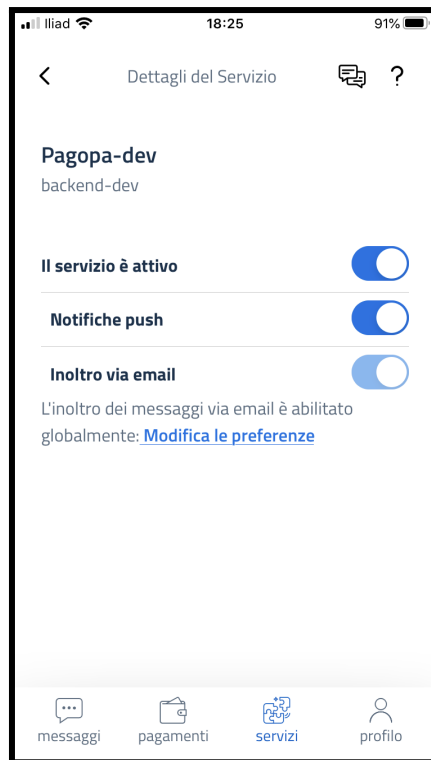 Iliad 18:25 91%
Dettagli del Servizio ?
Pagopa-dev
backend-dev
Il servizio è attivo
Notifiche push
Inoltro via email
L'inoltro dei messaggi via email è abilitato
globalmente: Modifica le preferenze
messaggi pagamenti servizi profilo